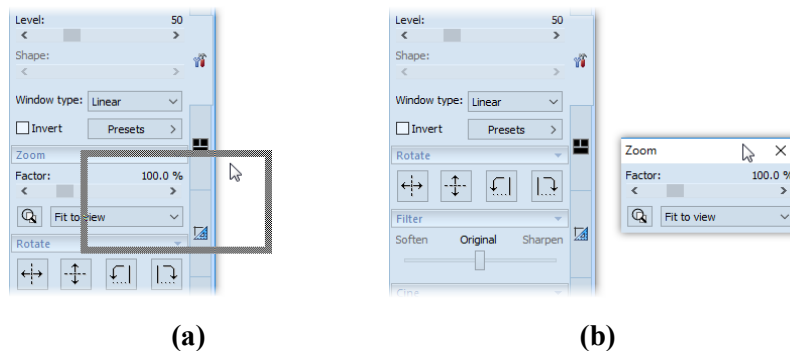 Level: 50
Shape:
Window type: Linear
Invert Presets
Zoom
Factor: 100.0 %
Fit to view
Rotate
(a)
Level: 50
Shape:
Window type: Linear
Invert Presets
Rotate
Filter
Soften Original Sharpen
Cine
Zoom
Factor: 100.0 %
Fit to view
(b)